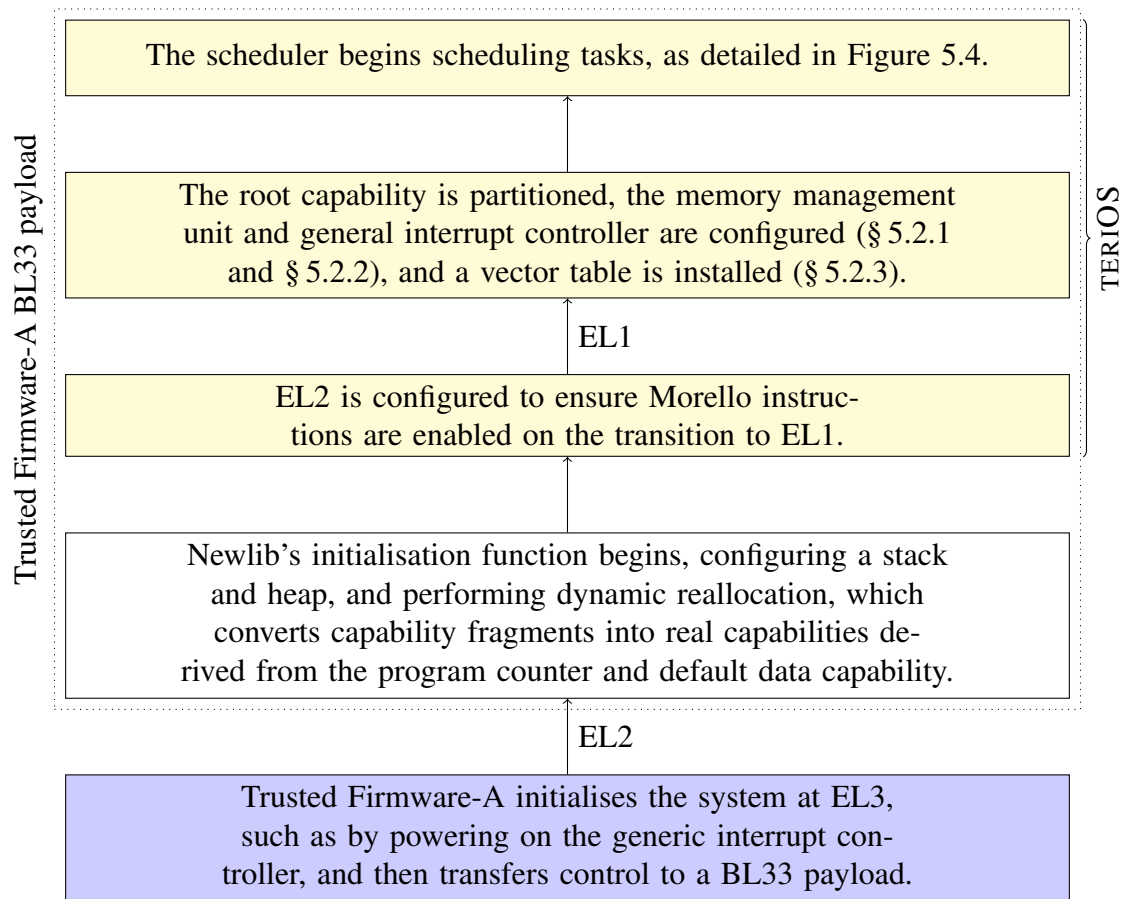 The scheduler begins scheduling tasks, as detailed in Figure 5.4.
The root capability is partitioned, the memory management
unit and general interrupt controller are configured (§ 5.2.1
and § 5.2.2), and a vector table is installed (§ 5.2.3).
EL1
EL2 is configured to ensure Morello instruc-
tions are enabled on the transition to EL1.
Newlib's initialisation function begins, configuring a stack
and heap, and performing dynamic reallocation, which
converts capability fragments into real capabilities de-
rived from the program counter and default data capability.
EL2
Trusted Firmware-A initialises the system at EL3,
such as by powering on the generic interrupt con-
troller, and then transfers control to a BL33 payload.
Trusted Firmware-A BL33 payload
TERIOS